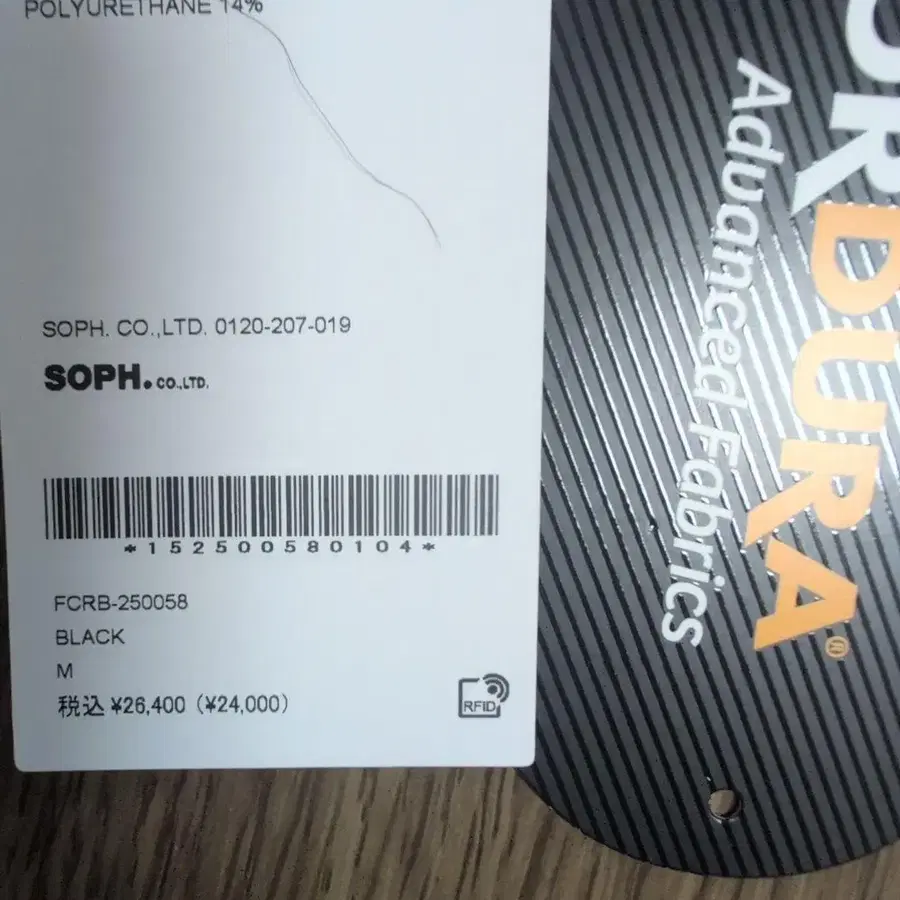 POLYURETHANE 14%
SOPH. CO.,LTD. 0120-207-019
SOPH. CO.,LTD.
*152500580104*
FCRB-250058
BLACK
M
税込 ¥26,400 (¥24,000)
RFID
ORDURA®
Advanced Fabrics